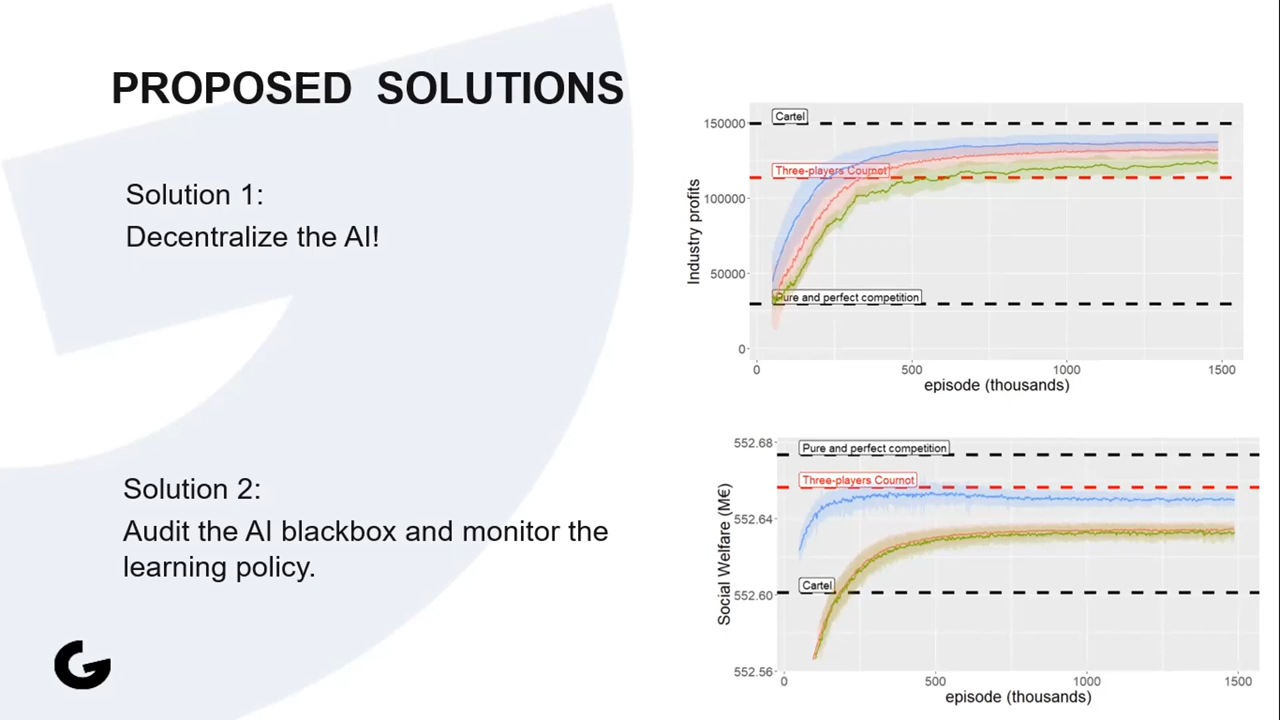 PROPOSED SOLUTIONS
Solution 1:
Decentralize the AI!
Solution 2:
Audit the AI blackbox and monitor the
learning policy.
Industry profits
150000
100000
50000
0
Cartel
Three-players Cournot
Pure and perfect competition
0 500 1000 1500
episode (thousands)
Social Welfare (M€)
552.68
552.64
552.60
552.56
Pure and perfect competition
Three-players Cournot
Cartel
0 500 1000 1500
episode (thousands)